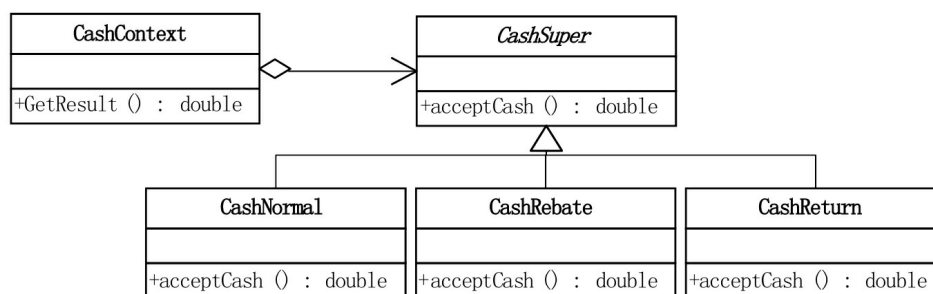 CashContext
+GetResult () : double
CashSuper
+acceptCash () : double
CashNormal
+acceptCash () : double
CashRebate
+acceptCash () : double
CashReturn
+acceptCash () : double